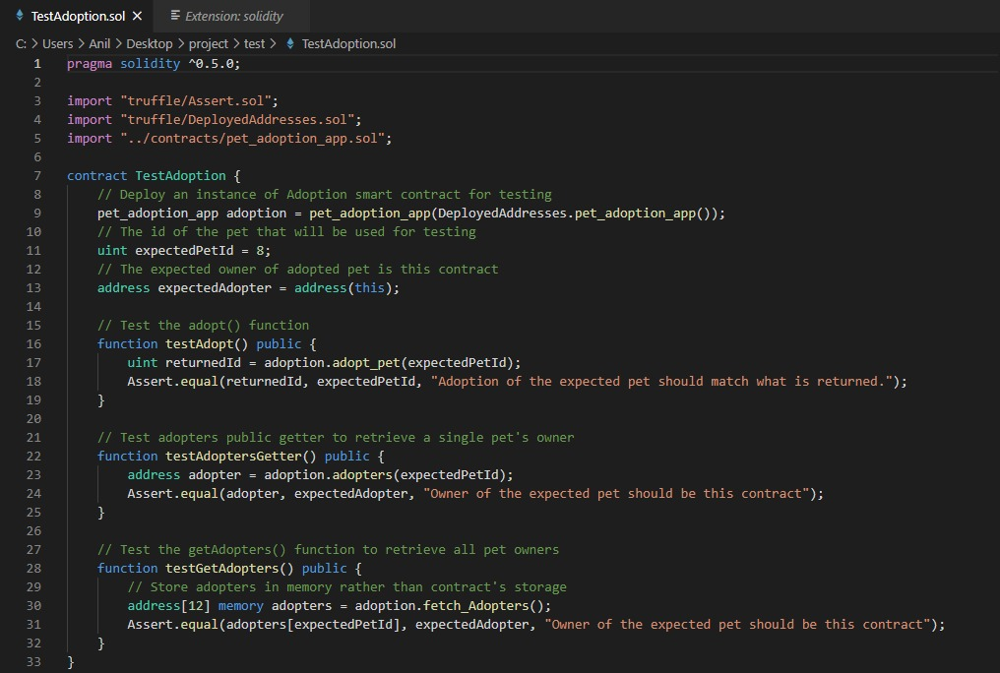 TestAdoption.sol × Extension: solidity
C: > Users > Anil > Desktop > project > test > TestAdoption.sol
1 pragma solidity ^0.5.0;
2
3 import "truffle/Assert.sol";
4 import "truffle/DeployedAddresses.sol";
5 import "../contracts/pet_adoption_app.sol";
6
7 contract TestAdoption {
8 // Deploy an instance of Adoption smart contract for testing
9 pet_adoption_app adoption = pet_adoption_app(DeployedAddresses.pet_adoption_app());
10 // The id of the pet that will be used for testing
11 uint expectedPetId = 8;
12 // The expected owner of adopted pet is this contract
13 address expectedAdopter = address(this);
14
15 // Test the adopt() function
16 function testAdopt() public {
17 uint returnedId = adoption.adopt_pet(expectedPetId);
18 Assert.equal(returnedId, expectedPetId, "Adoption of the expected pet should match what is returned.");
19 }
20
21 // Test adopters public getter to retrieve a single pet's owner
22 function testAdoptersGetter() public {
23 address adopter = adoption.adopters(expectedPetId);
24 Assert.equal(adopter, expectedAdopter, "Owner of the expected pet should be this contract");
25 }
26
27 // Test the getAdopters() function to retrieve all pet owners
28 function testGetAdopters() public {
29 // Store adopters in memory rather than contract's storage
30 address[12] memory adopters = adoption.fetch_Adopters();
31 Assert.equal(adopters[expectedPetId], expectedAdopter, "Owner of the expected pet should be this contract");
32 }
33 }